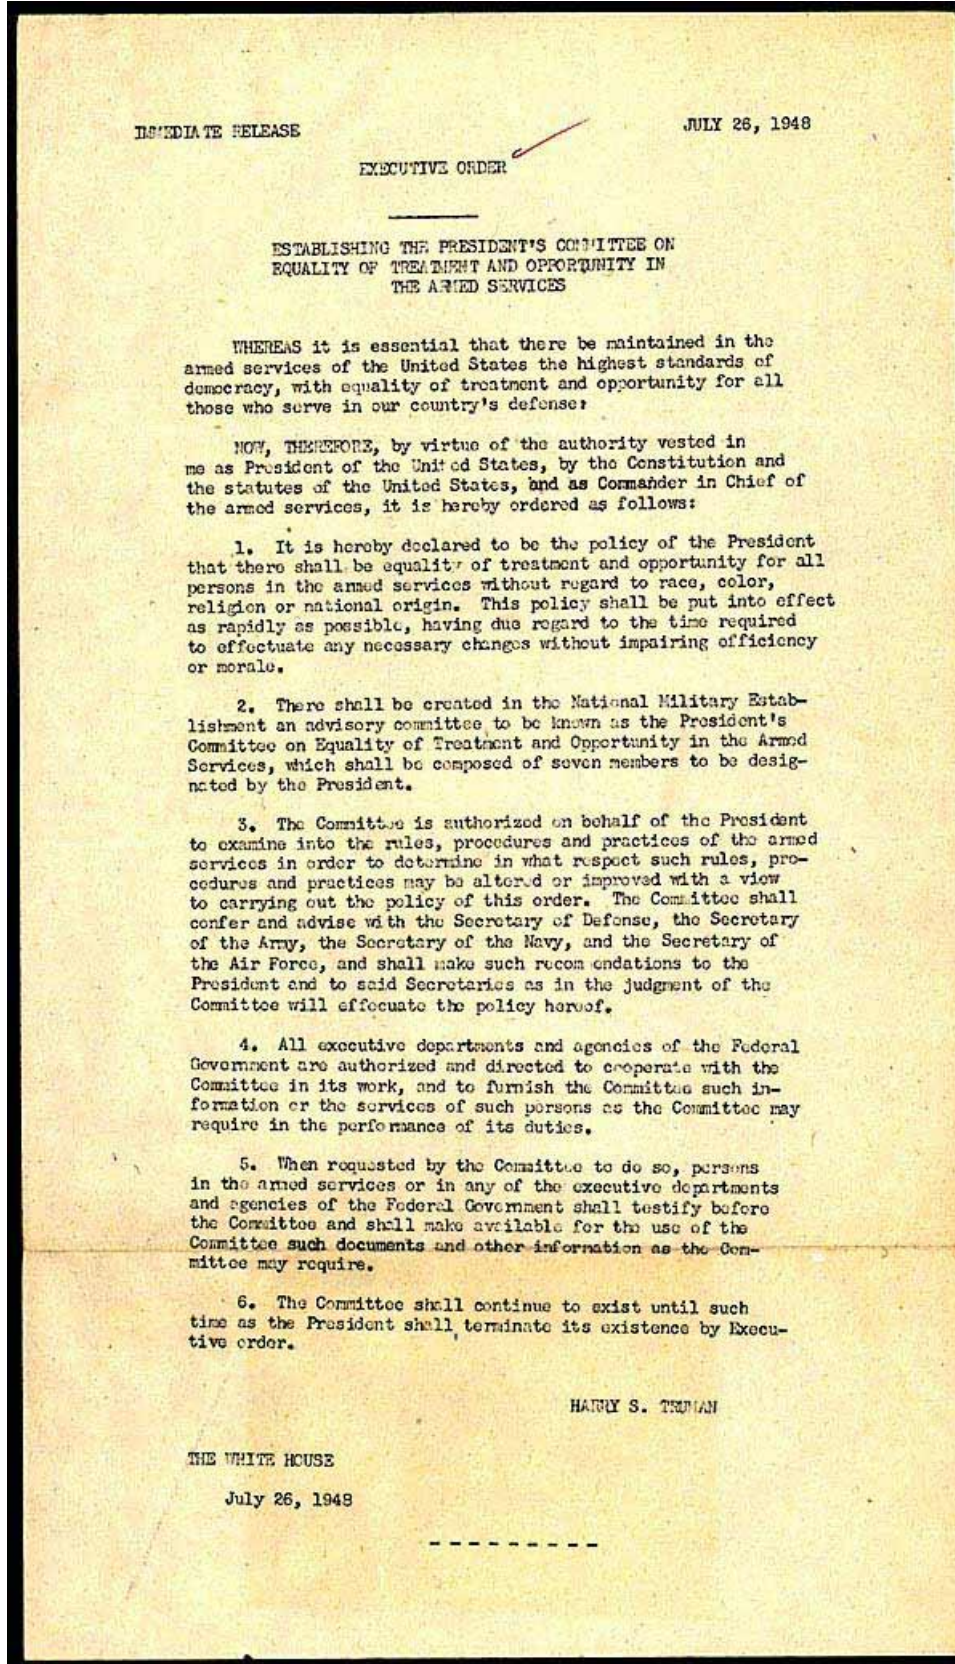 IMMEDIATE RELEASE
JULY 26, 1948
EXECUTIVE ORDER
ESTABLISHING THE PRESIDENT'S COMMITTEE ON
EQUALITY OF TREATMENT AND OPPORTUNITY IN
THE ARMED SERVICES
WHEREAS it is essential that there be maintained in the
armed services of the United States the highest standards of
democracy, with equality of treatment and opportunity for all
those who serve in our country's defense:
NOW, THEREFORE, by virtue of the authority vested in
me as President of the United States, by the Constitution and
the statutes of the United States, and as Commander in Chief of
the armed services, it is hereby ordered as follows:
1. It is hereby declared to be the policy of the President
that there shall be equality of treatment and opportunity for all
persons in the armed services without regard to race, color,
religion or national origin. This policy shall be put into effect
as rapidly as possible, having due regard to the time required
to effectuate any necessary changes without impairing efficiency
or morale.
2. There shall be created in the National Military Estab-
lishment an advisory committee to be known as the President's
Committee on Equality of Treatment and Opportunity in the Armed
Services, which shall be composed of seven members to be desig-
nated by the President.
3. The Committee is authorized on behalf of the President
to examine into the rules, procedures and practices of the armed
services in order to determine in what respect such rules, pro-
cedures and practices may be altered or improved with a view
to carrying out the policy of this order. The Committee shall
confer and advise with the Secretary of Defense, the Secretary
of the Army, the Secretary of the Navy, and the Secretary of
the Air Force, and shall make such recommendations to the
President and to said Secretaries as in the judgment of the
Committee will effecuate the policy hereof.
4. All executive departments and agencies of the Federal
Government are authorized and directed to cooperate with the
Committee in its work, and to furnish the Committee such in-
formation or the services of such persons as the Committee may
require in the performance of its duties.
5. When requested by the Committee to do so, persons
in the armed services or in any of the executive departments
and agencies of the Federal Government shall testify before
the Committee and shall make available for the use of the
Committee such documents and other information as the Com-
mittee may require.
6. The Committee shall continue to exist until such
time as the President shall terminate its existence by Execu-
tive order.
HARRY S. TRUMAN
THE WHITE HOUSE
July 26, 1948